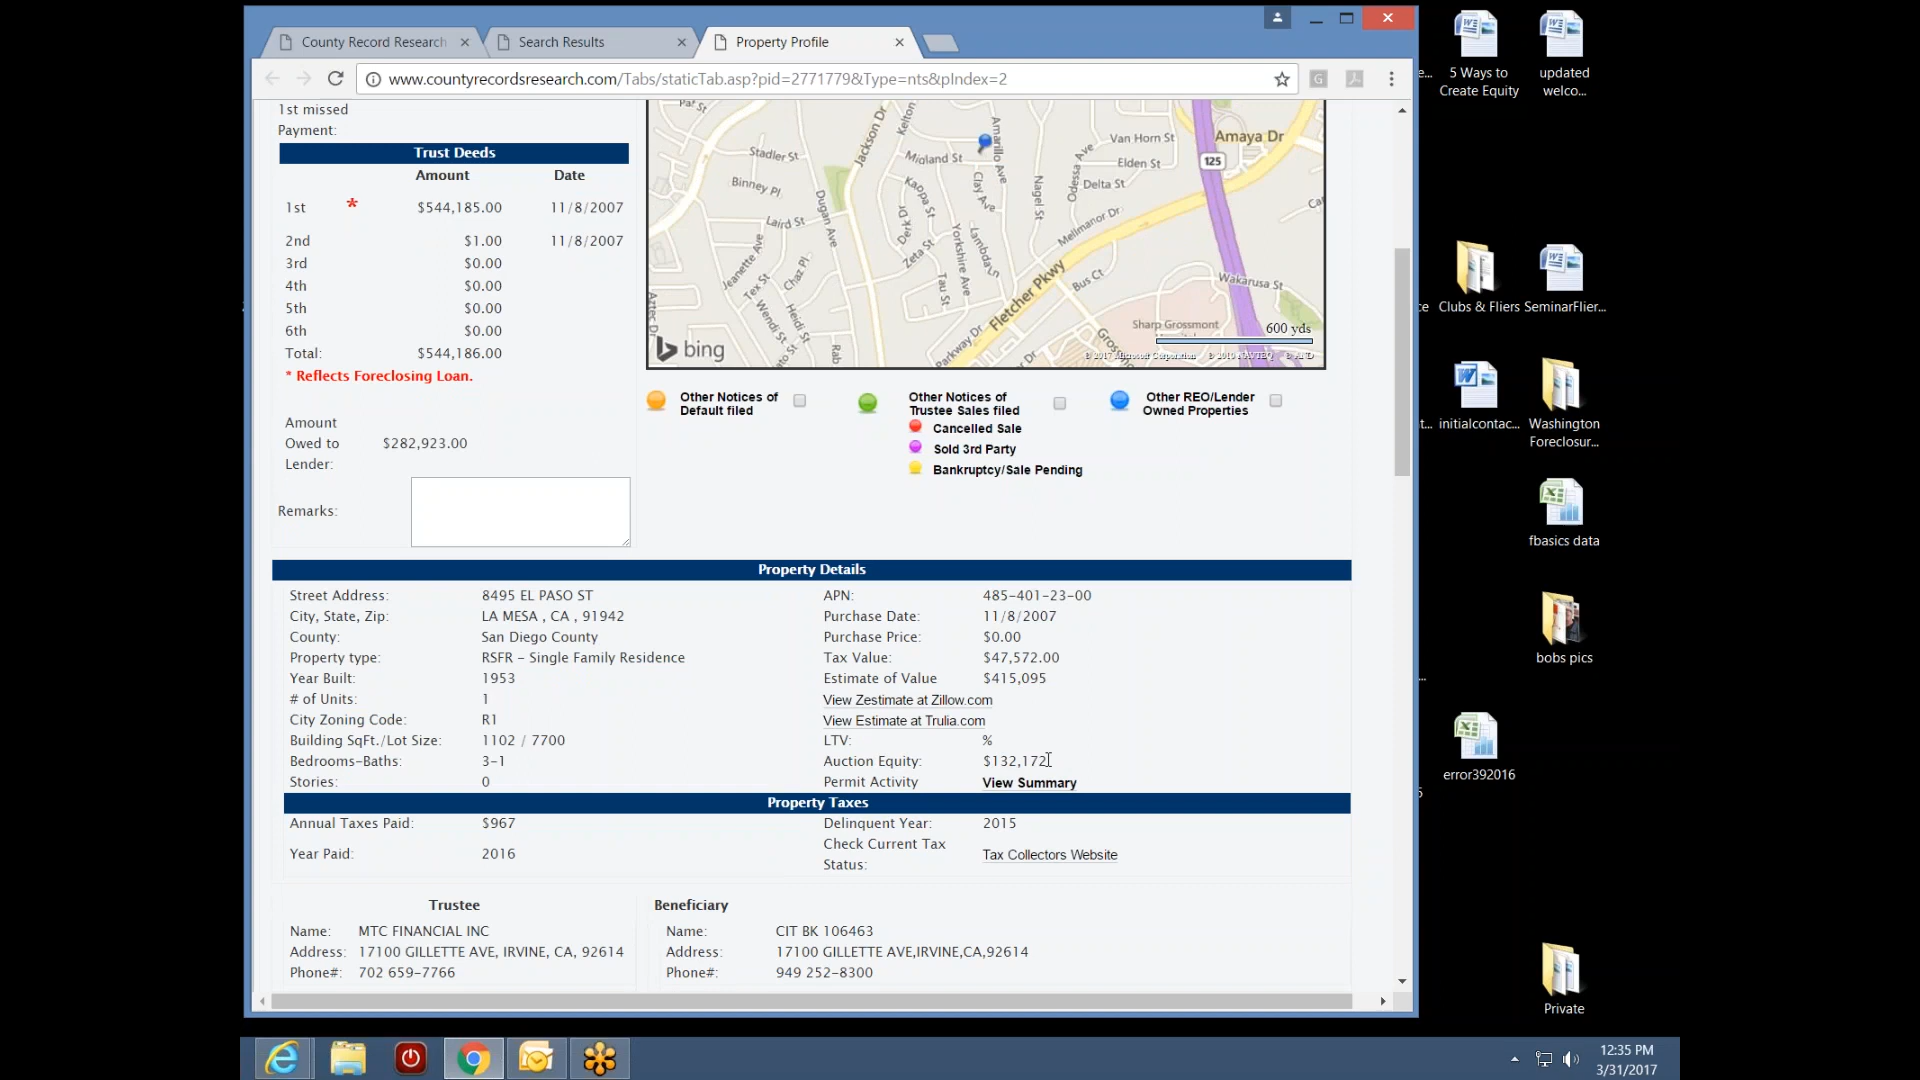 County Record Research
Search Results
Property Profile
www.countyrecordsresearch.com/Tabs/staticTab.asp?pid=2771779&Type=nts&pIndex=2
1st missed
Payment:
Trust Deeds
Amount Date
1st * $544,185.00 11/8/2007
2nd $1.00 11/8/2007
3rd $0.00
4th $0.00
5th $0.00
6th $0.00
Total: $544,186.00
* Reflects Foreclosing Loan.
Amount
Owed to $282,923.00
Lender:
Remarks:
Jackson Dr
Kelton
Amarillo Ave
Van Horn St
Amaya Dr
Stadler St
Midland St
Elden St
125
Odessa Ave
Binney Pl
Kappa St
Clay Ave
Nagel St
Delta St
Dugan Ave
Laird St
Mellmanor Dr
Zeta St
Yorkshire Ave
Lambda Ln
Jeanette Ave
Chaz Pl
Tex St
Tau St
Bus Ct
Wakarusa St
Fletcher Pkwy
Wendi St
Heidi St
Aztec Dr
Rab
Parkway Dr
Sharp Grossmont
Hospital
600 yds
bing
© 2017 Microsoft Corporation © 2010 NAVTEQ © AND
Other Notices of
Default filed
Other Notices of
Trustee Sales filed
Cancelled Sale
Sold 3rd Party
Bankruptcy/Sale Pending
Other REO/Lender
Owned Properties
Property Details
Street Address: 8495 EL PASO ST APN: 485-401-23-00
City, State, Zip: LA MESA , CA , 91942 Purchase Date: 11/8/2007
County: San Diego County Purchase Price: $0.00
Property type: RSFR - Single Family Residence Tax Value: $47,572.00
Year Built: 1953 Estimate of Value $415,095
# of Units: 1 View Zestimate at Zillow.com
City Zoning Code: R1 View Estimate at Trulia.com
Building SqFt./Lot Size: 1102 / 7700 LTV: %
Bedrooms-Baths: 3-1 Auction Equity: $132,172
Stories: 0 Permit Activity View Summary
Property Taxes
Annual Taxes Paid: $967 Delinquent Year: 2015
Year Paid: 2016 Check Current Tax
Status: Tax Collectors Website
Trustee Beneficiary
Name: MTC FINANCIAL INC Name: CIT BK 106463
Address: 17100 GILLETTE AVE, IRVINE, CA, 92614 Address: 17100 GILLETTE AVE,IRVINE,CA,92614
Phone#: 702 659-7766 Phone#: 949 252-8300
5 Ways to
Create Equity
updated
welco...
Clubs & Fliers
SeminarFlier...
initialcontac...
Washington
Foreclosur...
fbasics data
bobs pics
error392016
Private
12:35 PM
3/31/2017